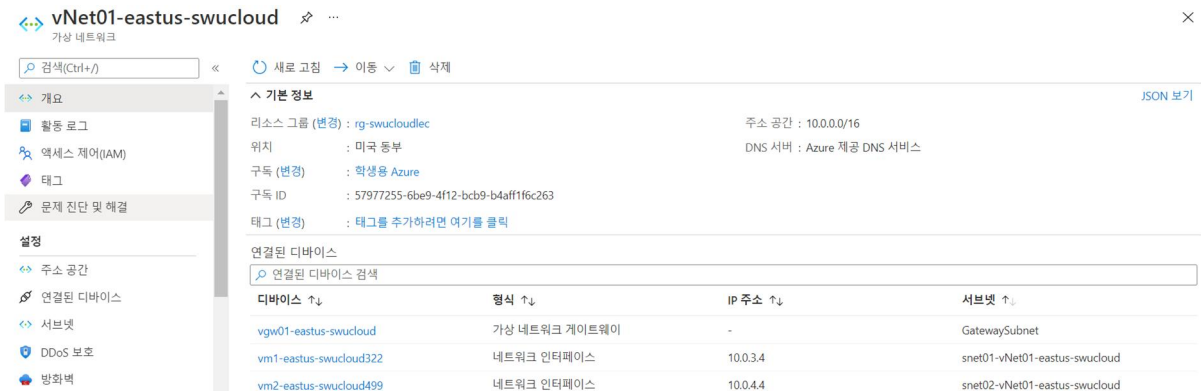 vNet01-eastus-swucloud ...
가상 네트워크
검색(Ctrl+/) «
개요
활동 로그
액세스 제어(IAM)
태그
문제 진단 및 해결
설정
주소 공간
연결된 디바이스
서브넷
DDoS 보호
방화벽
새로 고침 이동 삭제
기본 정보 JSON 보기
리소스 그룹 (변경) : rg-swucloudlec
위치 : 미국 동부
구독 (변경) : 학생용 Azure
구독 ID : 57977255-6be9-4f12-bcb9-b4aff1f6c263
태그 (변경) : 태그를 추가하려면 여기를 클릭
주소 공간 : 10.0.0.0/16
DNS 서버 : Azure 제공 DNS 서비스
연결된 디바이스
연결된 디바이스 검색
디바이스 ↑↓ 형식 ↑↓ IP 주소 ↑↓ 서브넷 ↑↓
vgw01-eastus-swucloud 가상 네트워크 게이트웨이 - GatewaySubnet
vm1-eastus-swucloud322 네트워크 인터페이스 10.0.3.4 snet01-vNet01-eastus-swucloud
vm2-eastus-swucloud499 네트워크 인터페이스 10.0.4.4 snet02-vNet01-eastus-swucloud